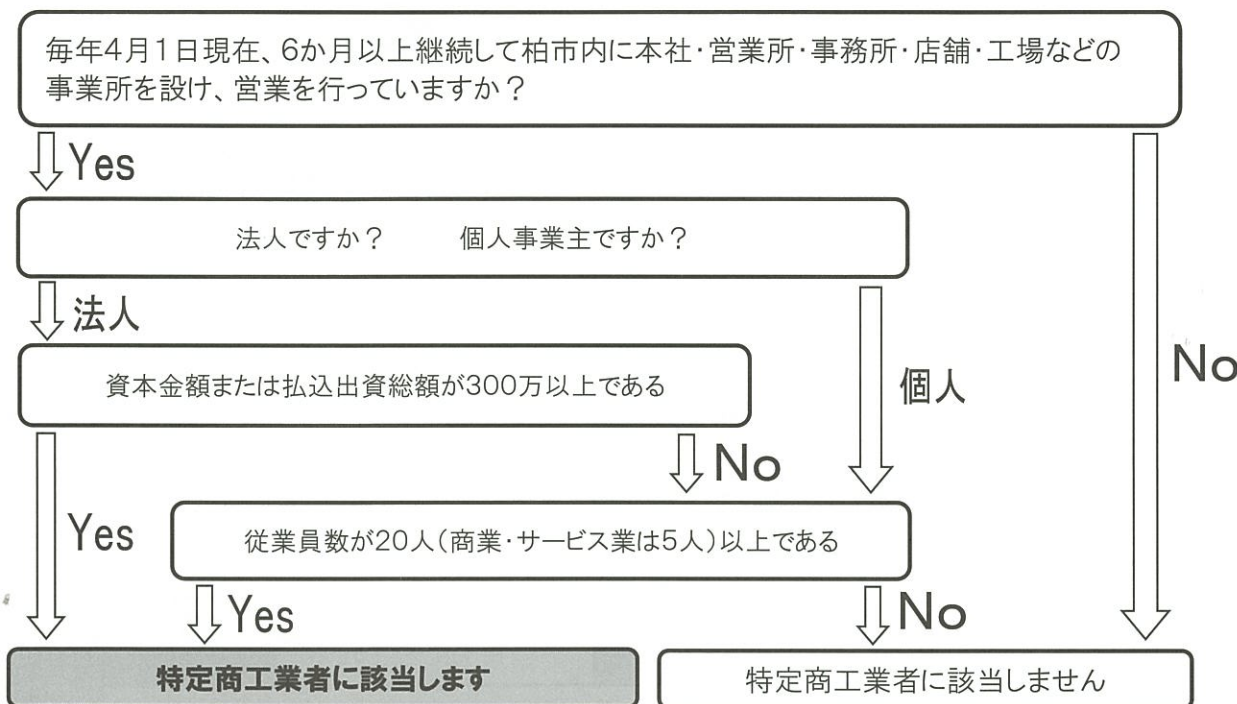 毎年4月1日現在、6か月以上継続して柏市内に本社・営業所・事務所・店舗・工場などの
事業所を設け、営業を行っていますか？
Yes
法人ですか？　個人事業主ですか？
法人
資本金額または払込出資総額が300万以上である
個人
No
No
Yes
従業員数が20人(商業・サービス業は5人)以上である
Yes
No
特定商工業者に該当します
特定商工業者に該当しません